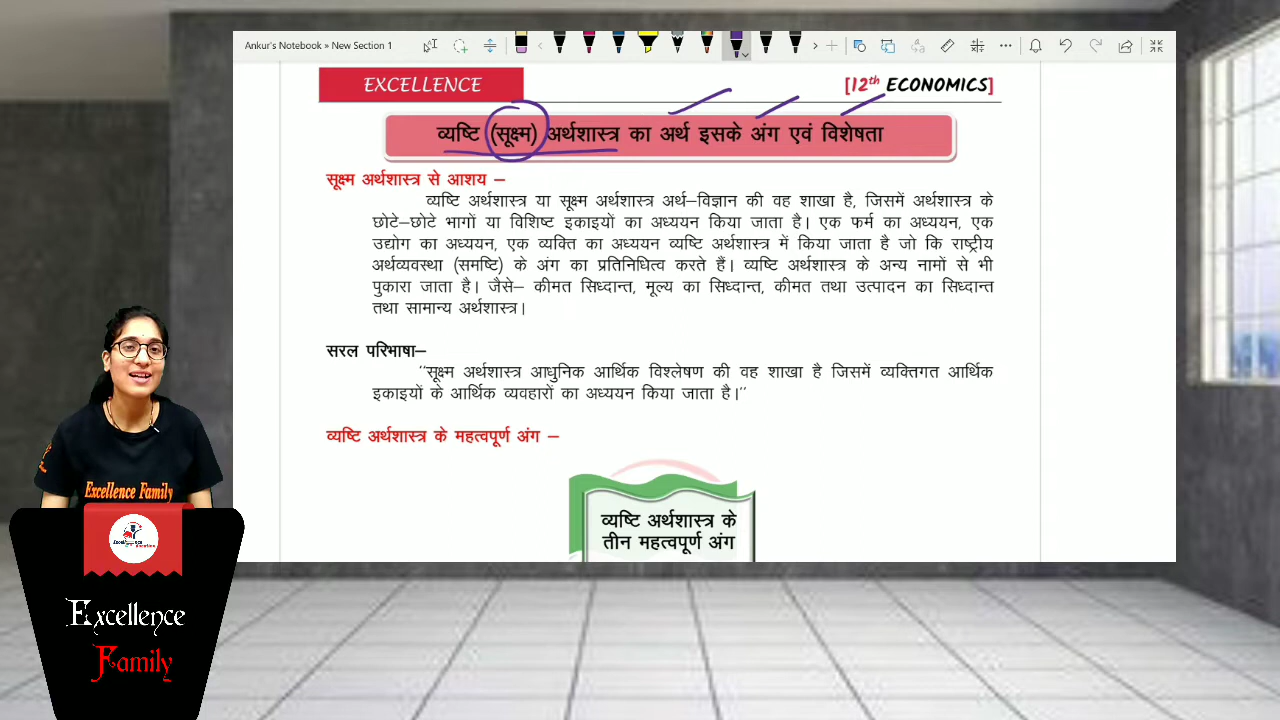 Ankur's Notebook » New Section 1
EXCELLENCE
[12th ECONOMICS]
व्यष्टि (सूक्ष्म) अर्थशास्त्र का अर्थ इसके अंग एवं विशेषता
सूक्ष्म अर्थशास्त्र से आशय –
व्यष्टि अर्थशास्त्र या सूक्ष्म अर्थशास्त्र अर्थ–विज्ञान की वह शाखा है, जिसमें अर्थशास्त्र के
छोटे–छोटे भागों या विशिष्ट इकाइयों का अध्ययन किया जाता है। एक फर्म का अध्ययन, एक
उद्योग का अध्ययन, एक व्यक्ति का अध्ययन व्यष्टि अर्थशास्त्र में किया जाता है जो कि राष्ट्रीय
अर्थव्यवस्था (समष्टि) के अंग का प्रतिनिधित्व करते हैं। व्यष्टि अर्थशास्त्र के अन्य नामों से भी
पुकारा जाता है। जैसे– कीमत सिध्दान्त, मूल्य का सिध्दान्त, कीमत तथा उत्पादन का सिध्दान्त
तथा सामान्य अर्थशास्त्र।
सरल परिभाषा–
''सूक्ष्म अर्थशास्त्र आधुनिक आर्थिक विश्लेषण की वह शाखा है जिसमें व्यक्तिगत आर्थिक
इकाइयों के आर्थिक व्यवहारों का अध्ययन किया जाता है।''
व्यष्टि अर्थशास्त्र के महत्वपूर्ण अंग –
व्यष्टि अर्थशास्त्र के
तीन महत्वपूर्ण अंग
Excellence Family
Excellence
Family